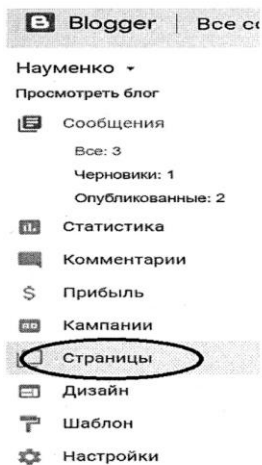 Blogger | Все
Науменко
Просмотреть блог
Сообщения
Все: 3
Черновики: 1
Опубликованные: 2
Статистика
Комментарии
$ Прибыль
Кампании
Страницы
Дизайн
Шаблон
Настройки